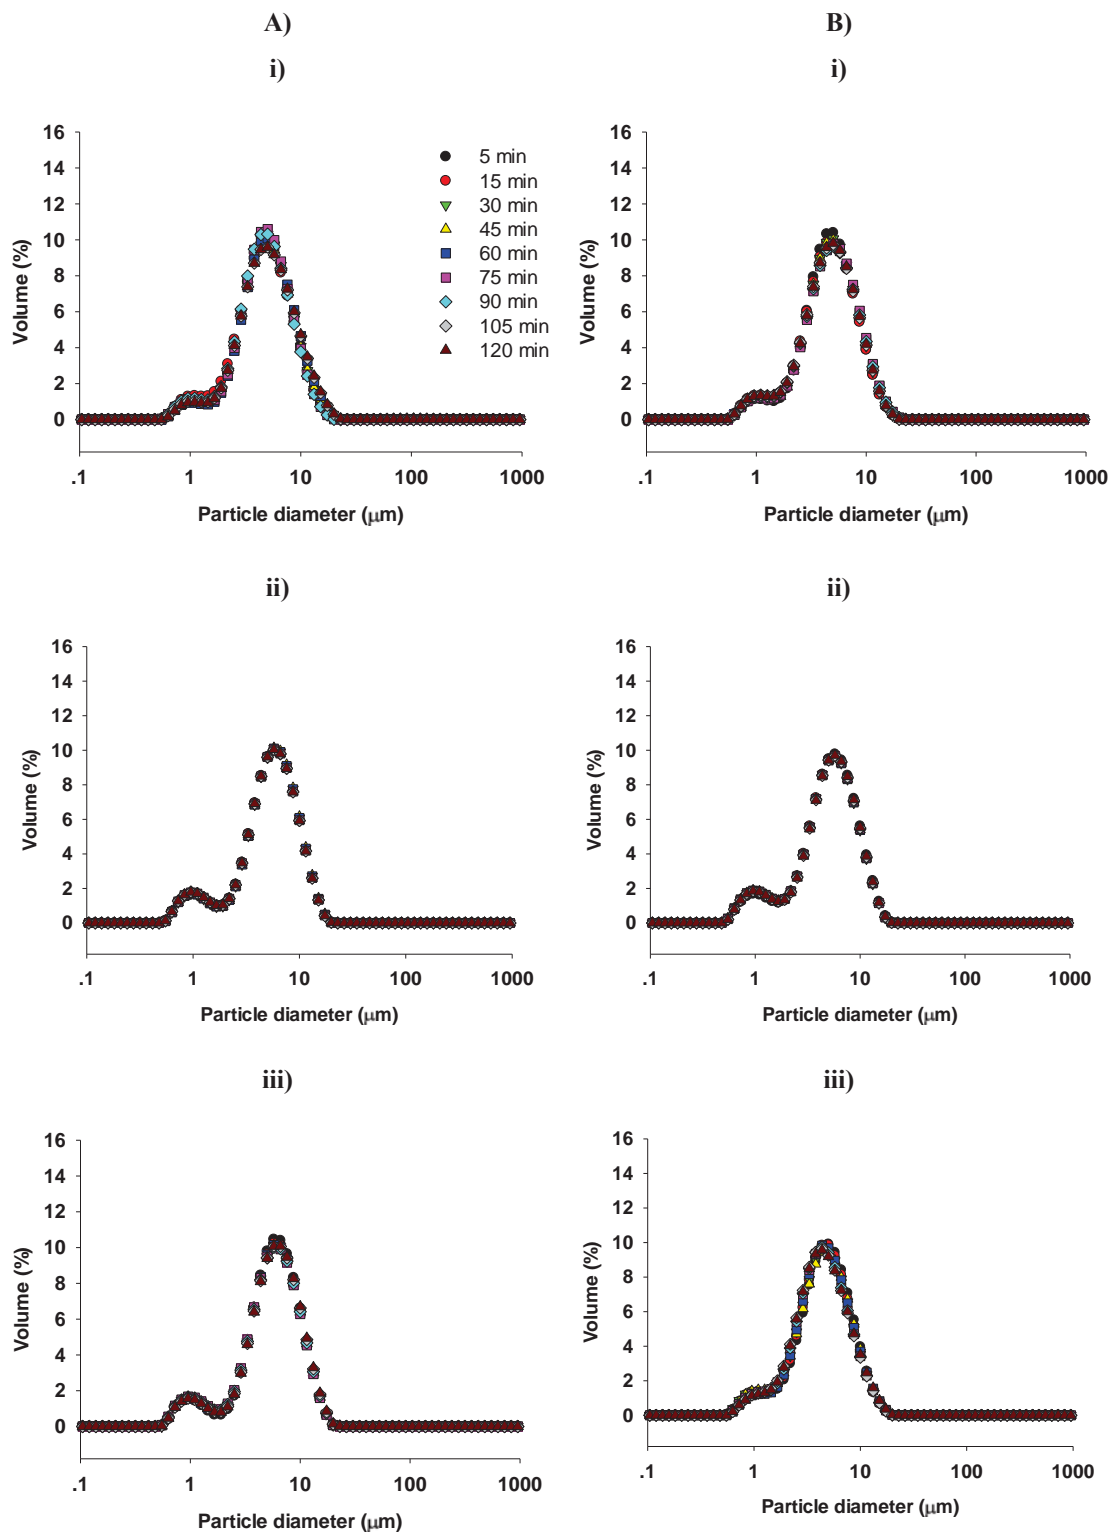 A)
B)
i)
i)
16
14
12
10
8
6
4
2
0
Volume (%)
5 min
15 min
30 min
45 min
60 min
75 min
90 min
105 min
120 min
.1
1
10
100
1000
Particle diameter (μm)
16
14
12
10
8
6
4
2
0
Volume (%)
.1
1
10
100
1000
Particle diameter (μm)
ii)
ii)
16
14
12
10
8
6
4
2
0
Volume (%)
.1
1
10
100
1000
Particle diameter (μm)
16
14
12
10
8
6
4
2
0
Volume (%)
.1
1
10
100
1000
Particle diameter (μm)
iii)
iii)
16
14
12
10
8
6
4
2
0
Volume (%)
.1
1
10
100
1000
Particle diameter (μm)
16
14
12
10
8
6
4
2
0
Volume (%)
.1
1
10
100
1000
Particle diameter (μm)